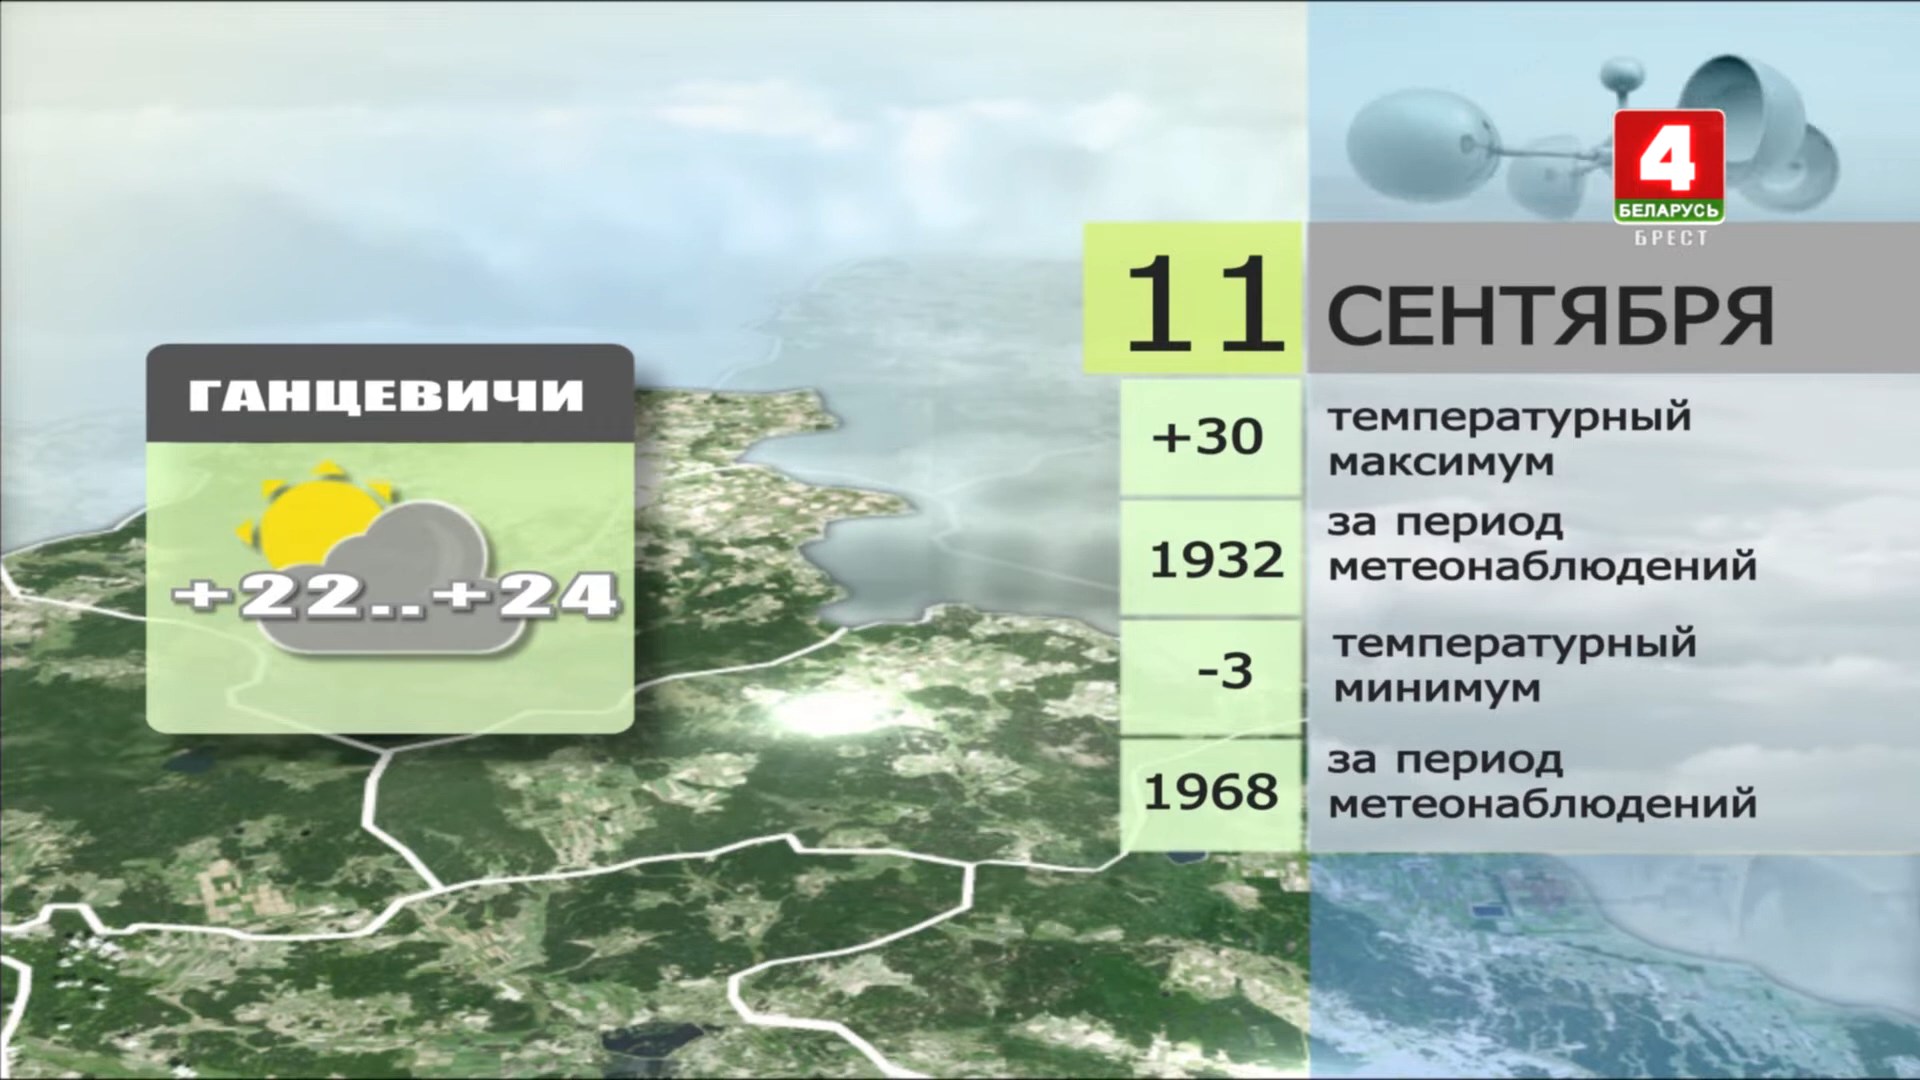 4
БЕЛАРУСЬ
БРЕСТ
11 СЕНТЯБРЯ
ГАНЦЕВИЧИ
+22..+24
+30 температурный
максимум
1932 за период
метеонаблюдений
-3 температурный
минимум
1968 за период
метеонаблюдений